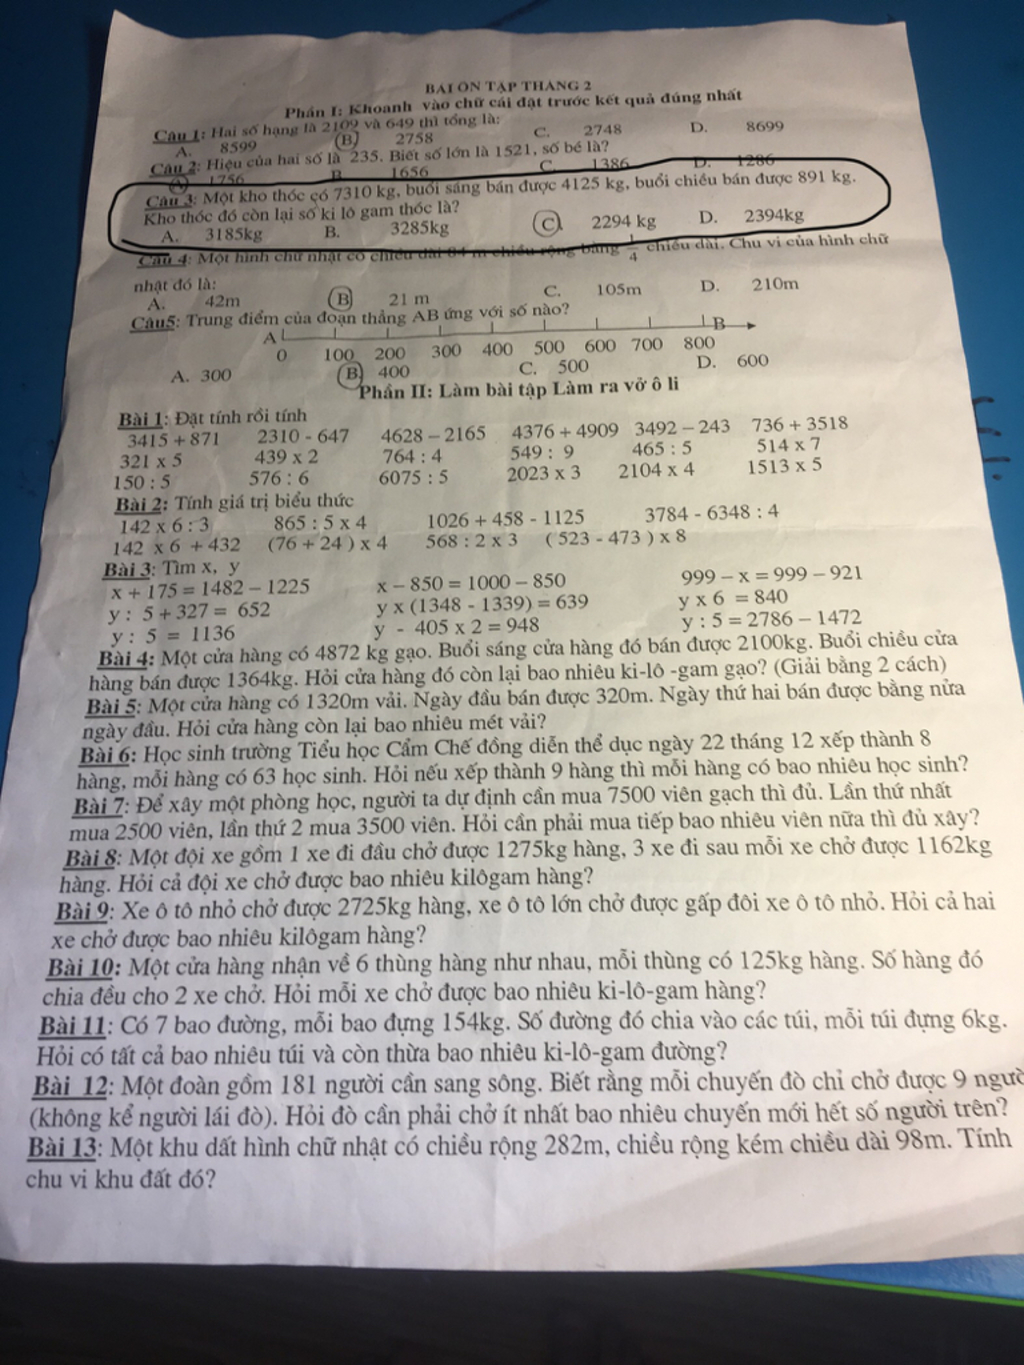 BÀI ÔN TẬP THÁNG 2
Phần I: Khoanh vào chữ cái đặt trước kết quả đúng nhất
Câu 1: Hai số hạng là 2109 và 649 thì tổng là:
A. 8599 B 2758 C. 2748 D. 8699
Câu 2: Hiệu của hai số là 235. Biết số lớn là 1521, số bé là?
A 1756 B. 1656 C. 1386 D. 1286
Câu 3: Một kho thóc có 7310 kg, buổi sáng bán được 4125 kg, buổi chiều bán được 891 kg.
Kho thóc đó còn lại số ki lô gam thóc là?
A. 3185kg B. 3285kg C. 2294 kg D. 2394kg
Câu 4: Một hình chữ nhật có chiều dài 84 m chiều rộng bằng 1/4 chiều dài. Chu vi của hình chữ
nhật đó là:
A. 42m B 21 m C. 105m D. 210m
Câu5: Trung điểm của đoạn thẳng AB ứng với số nào?
A B
0 100 200 300 400 500 600 700 800
A. 300 B 400 C. 500 D. 600
Phần II: Làm bài tập Làm ra vở ô li
Bài 1: Đặt tính rồi tính
3415 + 871 2310 - 647 4628 – 2165 4376 + 4909 3492 – 243 736 + 3518
321 x 5 439 x 2 764 : 4 549 : 9 465 : 5 514 x 7
150 : 5 576 : 6 6075 : 5 2023 x 3 2104 x 4 1513 x 5
Bài 2: Tính giá trị biểu thức
142 x 6 : 3 865 : 5 x 4 1026 + 458 - 1125 3784 - 6348 : 4
142 x 6 + 432 (76 + 24 ) x 4 568 : 2 x 3 ( 523 - 473 ) x 8
Bài 3: Tìm x, y
x + 175 = 1482 – 1225 x – 850 = 1000 – 850 999 – x = 999 – 921
y : 5 + 327 = 652 y x (1348 - 1339) = 639 y x 6 = 840
y : 5 = 1136 y - 405 x 2 = 948 y : 5 = 2786 – 1472
Bài 4: Một cửa hàng có 4872 kg gạo. Buổi sáng cửa hàng đó bán được 2100kg. Buổi chiều cửa
hàng bán được 1364kg. Hỏi cửa hàng đó còn lại bao nhiêu ki-lô -gam gạo? (Giải bằng 2 cách)
Bài 5: Một cửa hàng có 1320m vải. Ngày đầu bán được 320m. Ngày thứ hai bán được bằng nửa
ngày đầu. Hỏi cửa hàng còn lại bao nhiêu mét vải?
Bài 6: Học sinh trường Tiểu học Cẩm Chế đồng diễn thể dục ngày 22 tháng 12 xếp thành 8
hàng, mỗi hàng có 63 học sinh. Hỏi nếu xếp thành 9 hàng thì mỗi hàng có bao nhiêu học sinh?
Bài 7: Để xây một phòng học, người ta dự định cần mua 7500 viên gạch thì đủ. Lần thứ nhất
mua 2500 viên, lần thứ 2 mua 3500 viên. Hỏi cần phải mua tiếp bao nhiêu viên nữa thì đủ xây?
Bài 8: Một đội xe gồm 1 xe đi đầu chở được 1275kg hàng, 3 xe đi sau mỗi xe chở được 1162kg
hàng. Hỏi cả đội xe chở được bao nhiêu kilôgam hàng?
Bài 9: Xe ô tô nhỏ chở được 2725kg hàng, xe ô tô lớn chở được gấp đôi xe ô tô nhỏ. Hỏi cả hai
xe chở được bao nhiêu kilôgam hàng?
Bài 10: Một cửa hàng nhận về 6 thùng hàng như nhau, mỗi thùng có 125kg hàng. Số hàng đó
chia đều cho 2 xe chở. Hỏi mỗi xe chở được bao nhiêu ki-lô-gam hàng?
Bài 11: Có 7 bao đường, mỗi bao đựng 154kg. Số đường đó chia vào các túi, mỗi túi đựng 6kg.
Hỏi có tất cả bao nhiêu túi và còn thừa bao nhiêu ki-lô-gam đường?
Bài 12: Một đoàn gồm 181 người cần sang sông. Biết rằng mỗi chuyến đò chỉ chở được 9 ngườ
(không kể người lái đò). Hỏi đò cần phải chở ít nhất bao nhiêu chuyến mới hết số người trên?
Bài 13: Một khu đất hình chữ nhật có chiều rộng 282m, chiều rộng kém chiều dài 98m. Tính
chu vi khu đất đó?